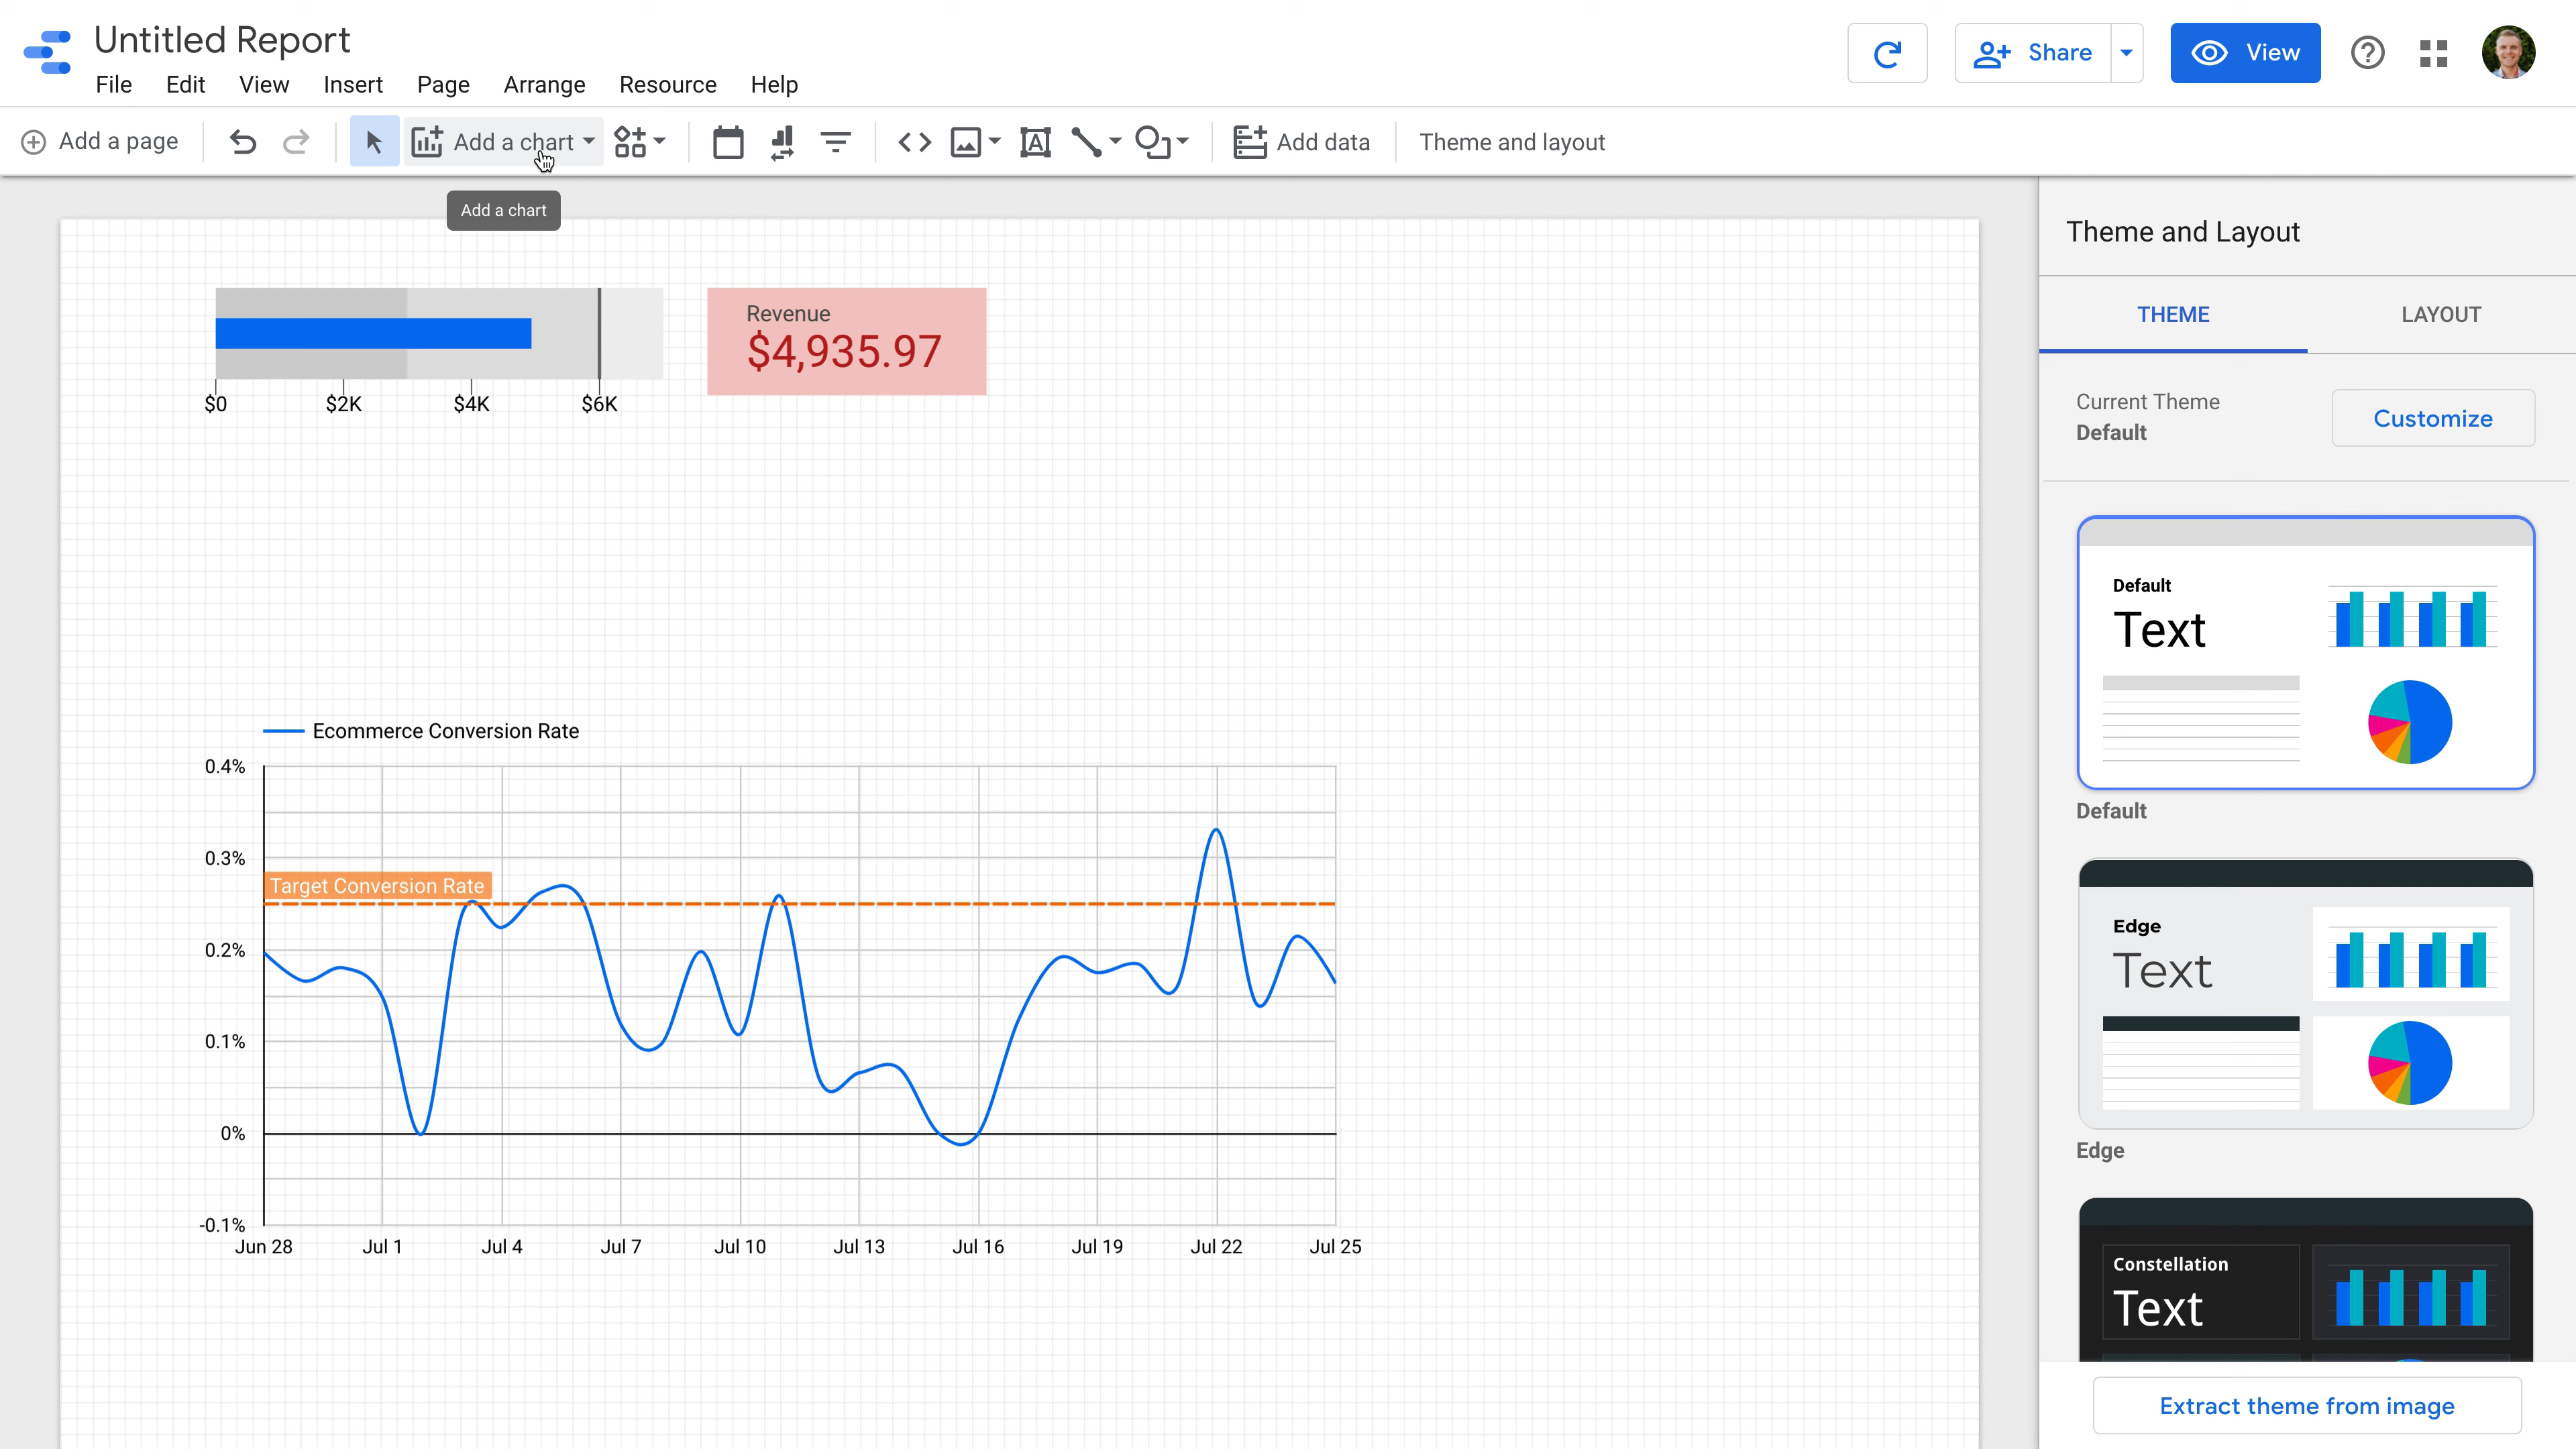 Untitled Report
File Edit View Insert Page Arrange Resource Help
Share
View
Add a page
Add a chart
Add data
Theme and layout
Add a chart
Revenue
$4,935.97
$0 $2K $4K $6K
Ecommerce Conversion Rate
0.4%
0.3%
Target Conversion Rate
0.2%
0.1%
0%
-0.1%
Jun 28 Jul 1 Jul 4 Jul 7 Jul 10 Jul 13 Jul 16 Jul 19 Jul 22 Jul 25
Theme and Layout
THEME LAYOUT
Current Theme
Default
Customize
Default
Text
Default
Edge
Text
Edge
Constellation
Text
Extract theme from image